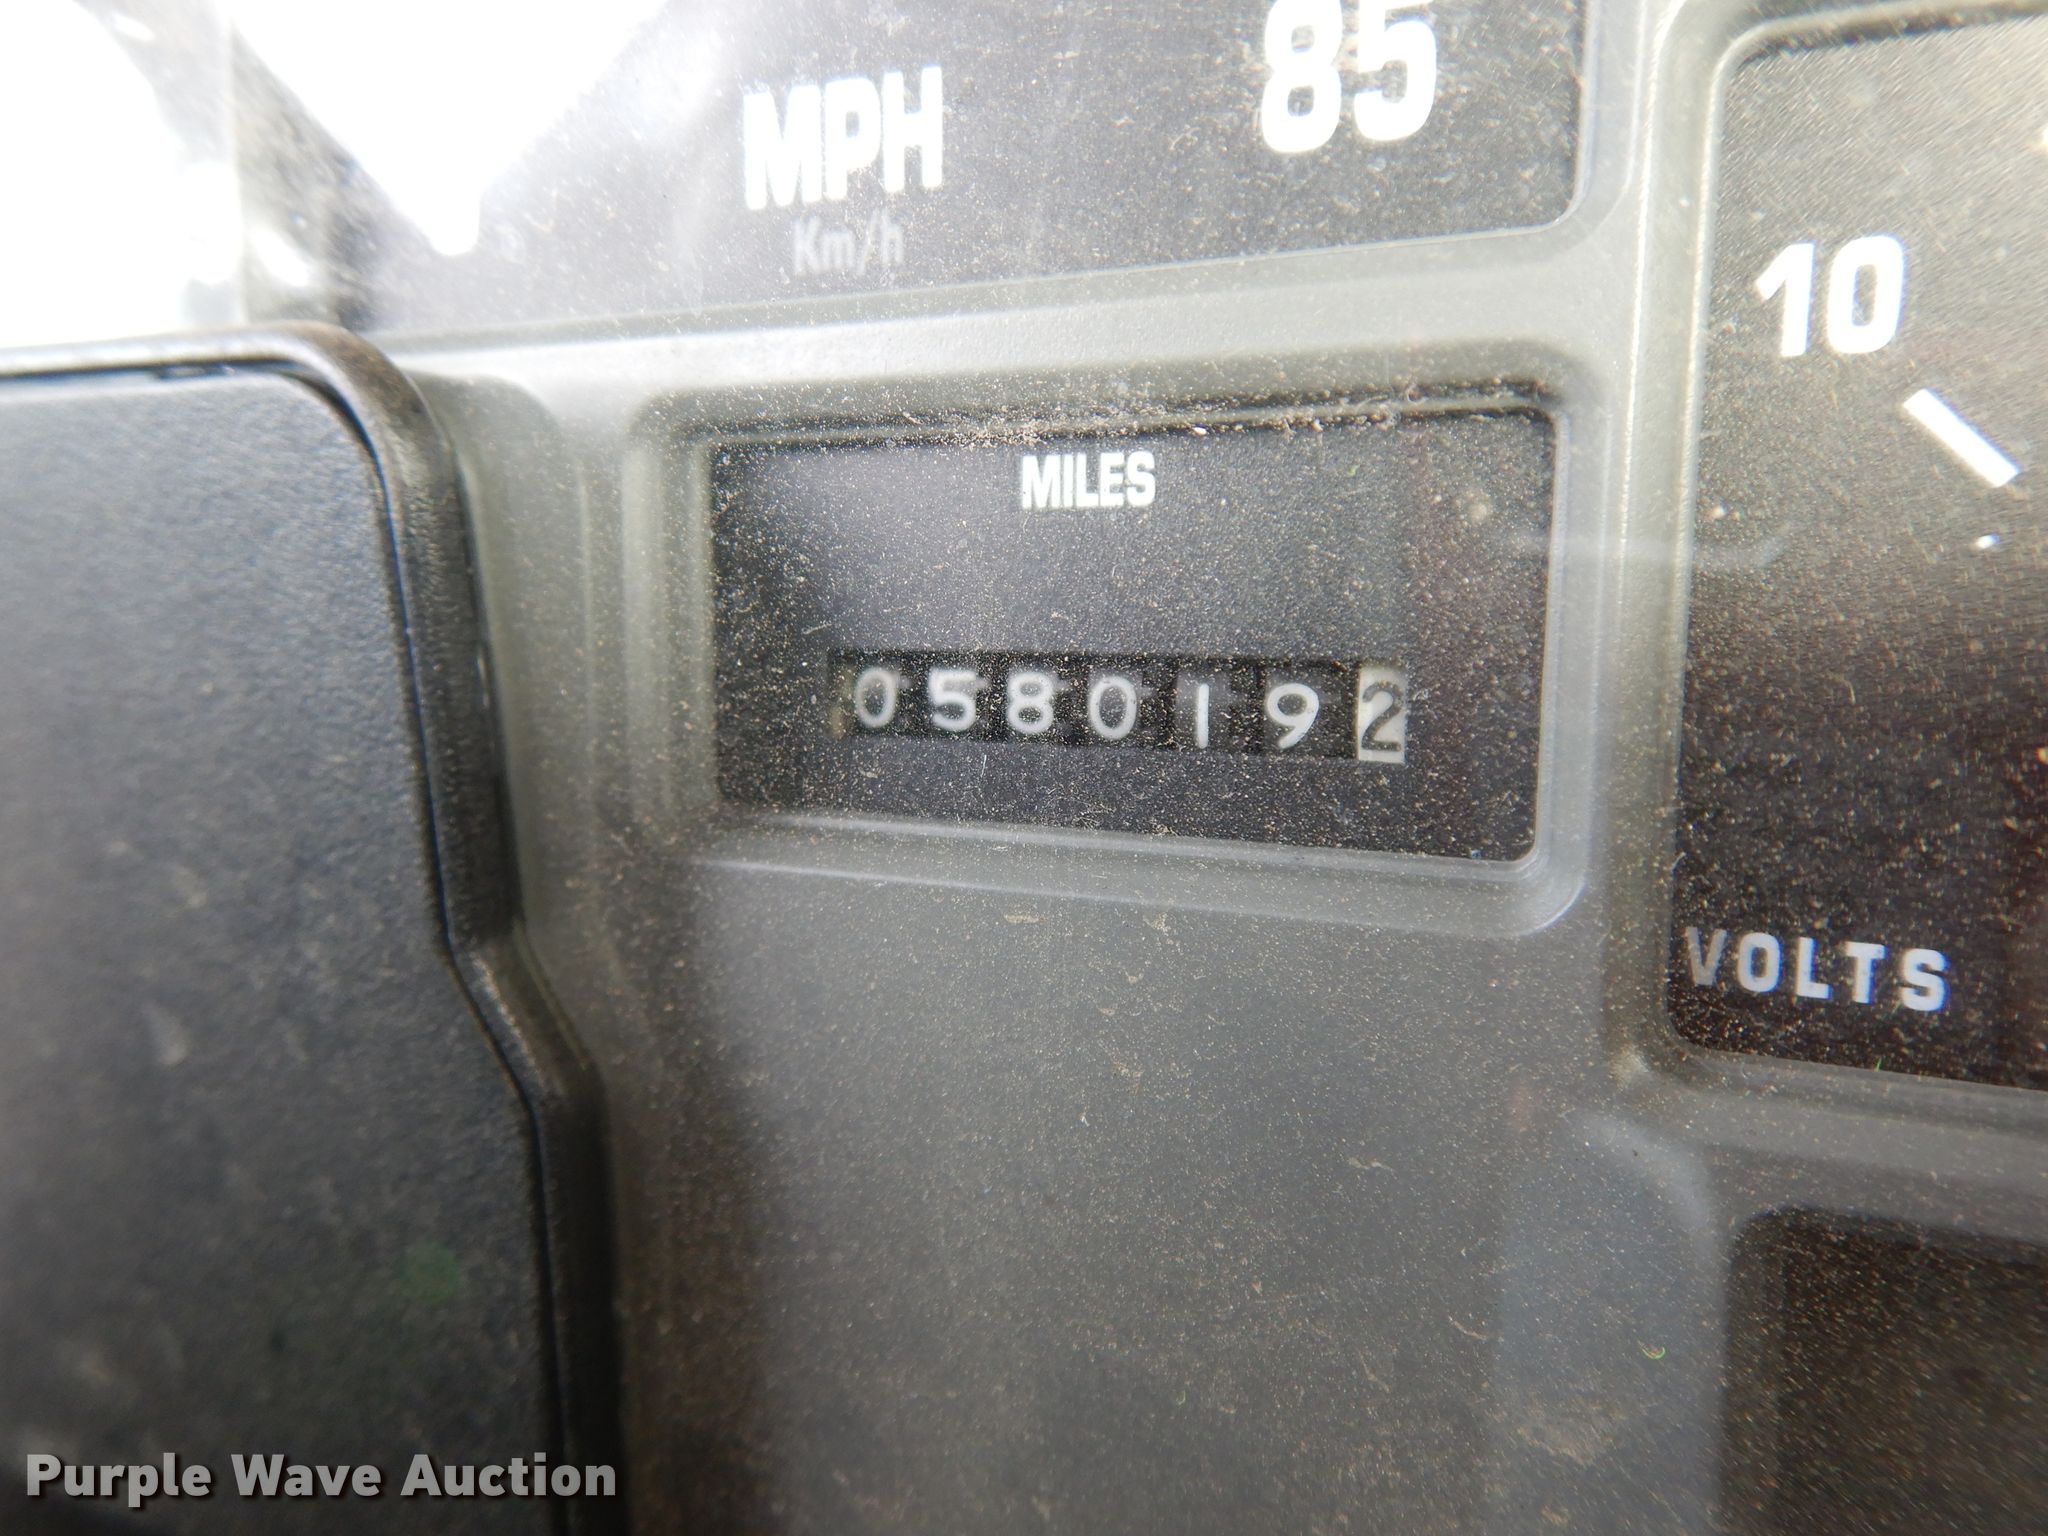 85
MPH
Km/h
10
MILES
0580192
VOLTS
Purple Wave Auction